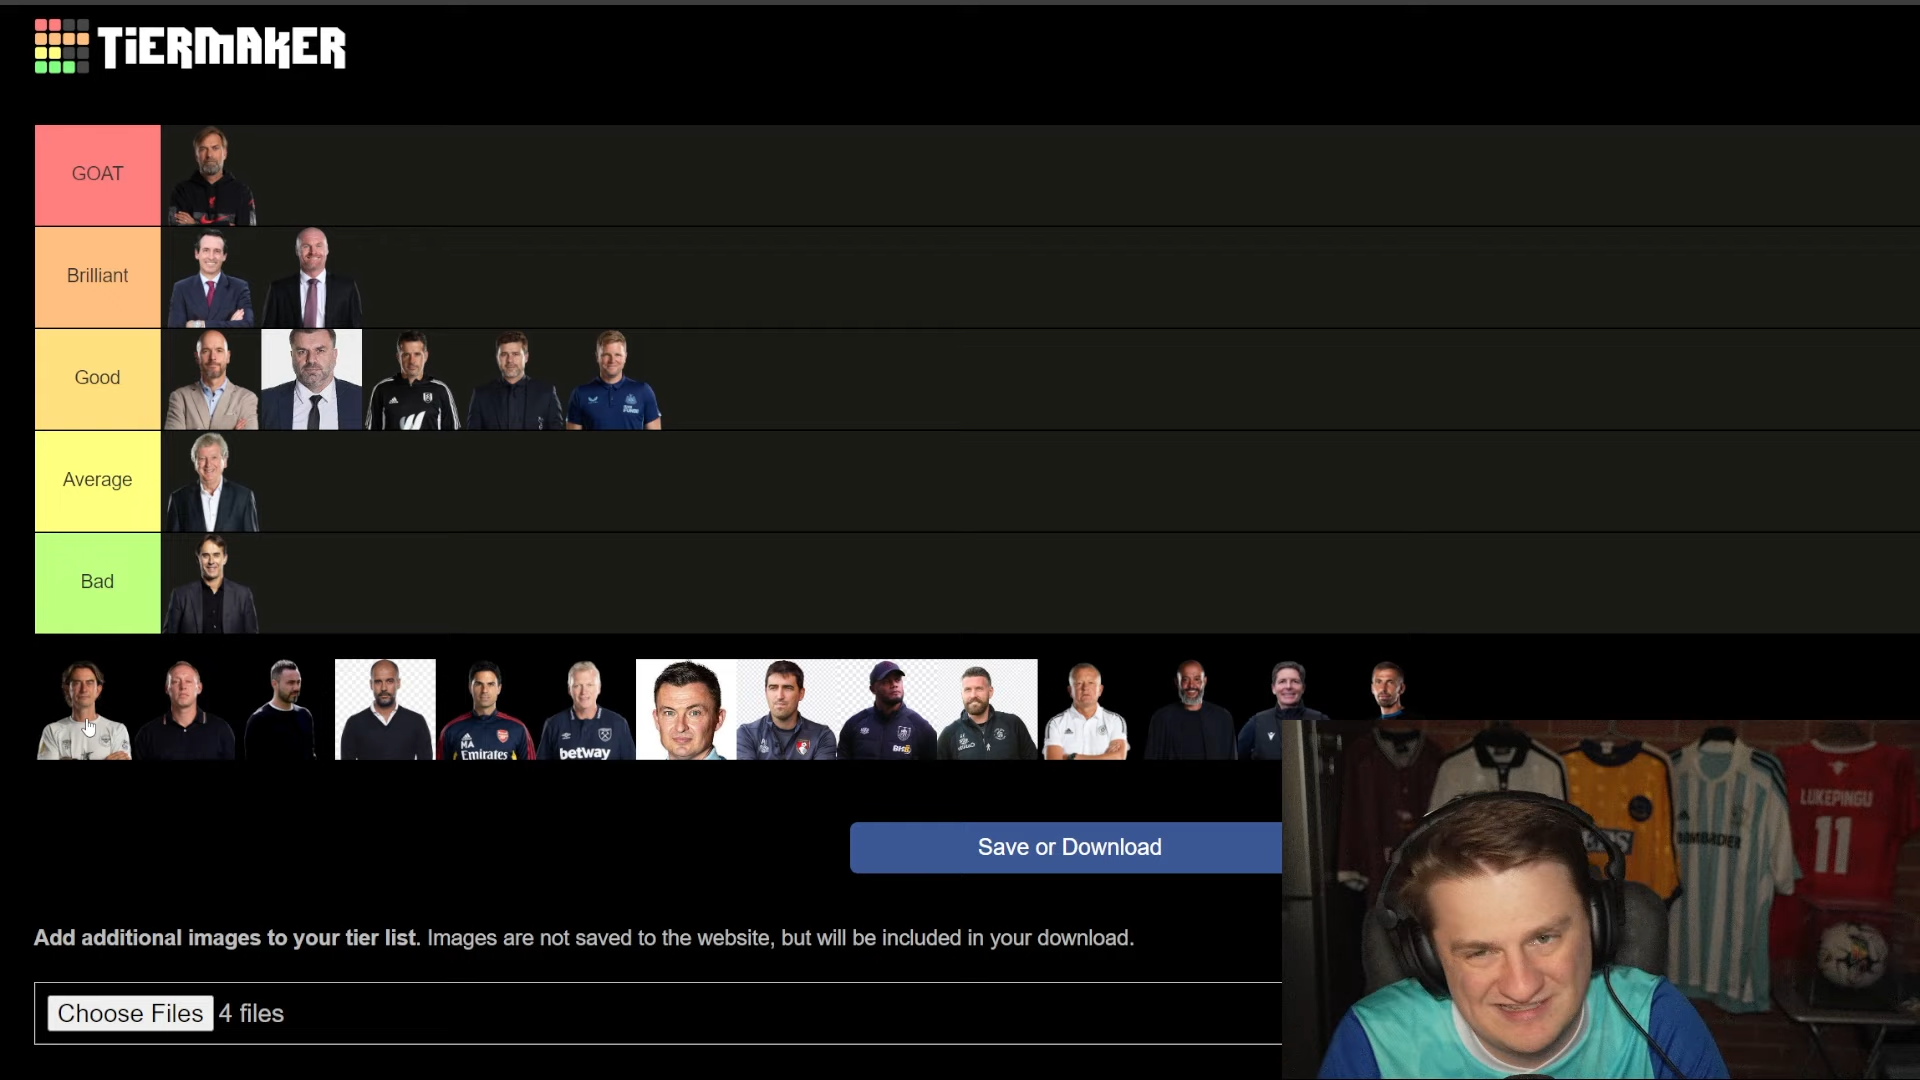 TiERMAKER
GOAT
Brilliant
Good
Average
Bad
MA
Emirates
betway
Save or Download
LUKEPINGU
11
Add additional images to your tier list. Images are not saved to the website, but will be included in your download.
Choose Files 4 files